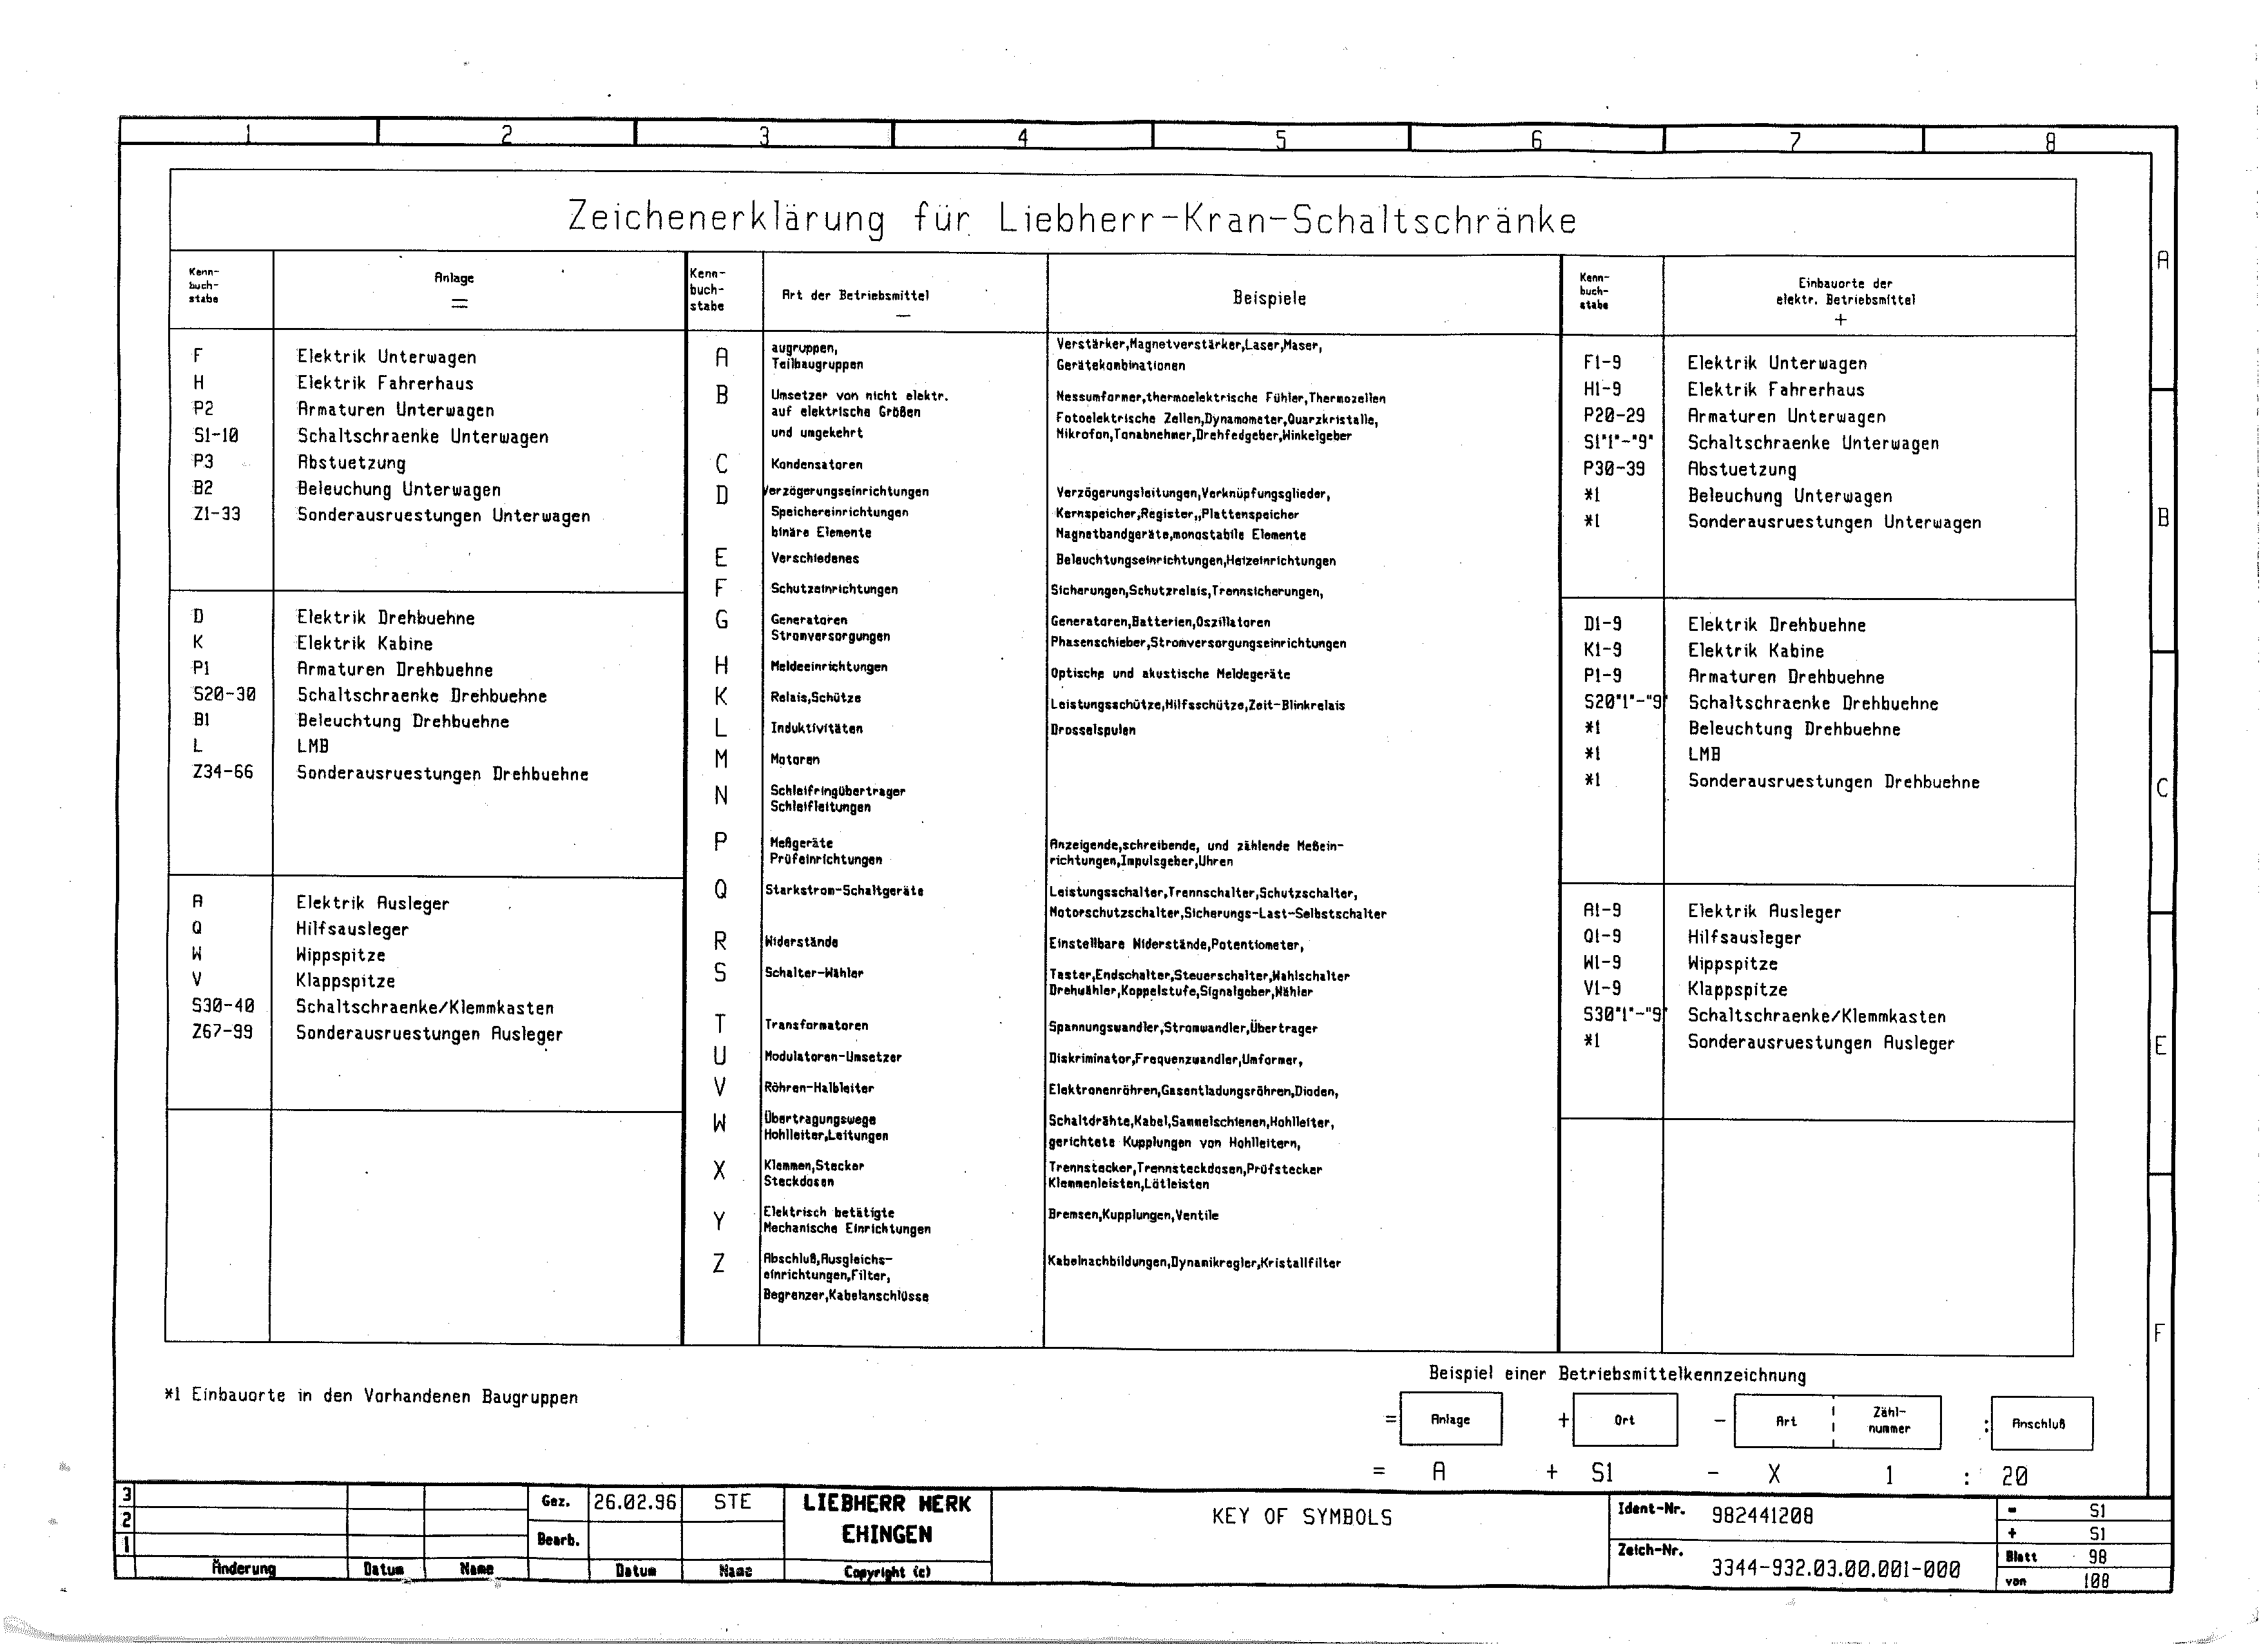 1 2 3 4 5 6 7 8
Zeichenerklärung für Liebherr-Kran-Schaltschränke
Kenn-
buch-
stabe
Anlage
=
F Elektrik Unterwagen
H Elektrik Fahrerhaus
P2 Armaturen Unterwagen
S1-10 Schaltschraenke Unterwagen
P3 Abstuetzung
B2 Beleuchung Unterwagen
Z1-33 Sonderausruestungen Unterwagen
D Elektrik Drehbuehne
K Elektrik Kabine
P1 Armaturen Drehbuehne
S20-30 Schaltschraenke Drehbuehne
B1 Beleuchtung Drehbuehne
L LMB
Z34-66 Sonderausruestungen Drehbuehne
A Elektrik Ausleger
Q Hilfsausleger
W Wippspitze
V Klappspitze
S30-40 Schaltschraenke/Klemmkasten
Z67-99 Sonderausruestungen Ausleger
Kenn-
buch-
stabe
Art der Betriebsmittel
—
Beispiele
A augruppen, Verstärker,Magnetverstärker,Laser,Maser,
Teilbaugruppen Gerätekombinationen
B Umsetzer von nicht elektr. Messumformer,thermoelektrische Fühler,Thermozellen
auf elektrische Größen Fotoelektrische Zellen,Dynamometer,Quarzkristalle,
und umgekehrt Mikrofon,Tonabnehmer,Drehfedgeber,Winkelgeber
C Kondensatoren
D Verzögerungseinrichtungen Verzögerungsleitungen,Verknüpfungsglieder,
Speichereinrichtungen Kernspeicher,Register,,Plattenspeicher
binäre Elemente Magnetbandgeräte,monostabile Elemente
E Verschiedenes Beleuchtungseinrichtungen,Heizeinrichtungen
F Schutzeinrichtungen Sicherungen,Schutzrelais,Trennsicherungen,
G Generatoren Generatoren,Batterien,Oszillatoren
Stromversorgungen Phasenschieber,Stromversorgungseinrichtungen
H Meldeeinrichtungen Optische und akustische Meldegeräte
K Relais,Schütze Leistungsschütze,Hilfsschütze,Zeit-Blinkrelais
L Induktivitäten Drosselspulen
M Motoren
N Schleifringübertrager
Schleifleitungen
P Meßgeräte Anzeigende,schreibende, und zählende Meßein-
Prüfeinrichtungen richtungen,Impulsgeber,Uhren
Q Starkstrom-Schaltgeräte Leistungsschalter,Trennschalter,Schutzschalter,
Motorschutzschalter,Sicherungs-Last-Selbstschalter
R Widerstände Einstellbare Widerstände,Potentiometer,
S Schalter-Wähler Taster,Endschalter,Steuerschalter,Wahlschalter
Drehwähler,Koppelstufe,Signalgeber,Wähler
T Transformatoren Spannungswandler,Stromwandler,Übertrager
U Modulatoren-Umsetzer Diskriminator,Frequenzwandler,Umformer,
V Röhren-Halbleiter Elektronenröhren,Gasentladungsröhren,Dioden,
W Übertragungswege Schaltdrähte,Kabel,Sammelschienen,Hohlleiter,
Hohlleiter,Leitungen gerichtete Kupplungen von Hohlleitern,
X Klemmen,Stecker Trennstecker,Trennsteckdosen,Prüfstecker
Steckdosen Klemmenleisten,Lötleisten
Y Elektrisch betätigte Bremsen,Kupplungen,Ventile
Mechanische Einrichtungen
Z Abschluß,Ausgleichs- Kabelnachbildungen,Dynamikregler,Kristallfilter
einrichtungen,Filter,
Begrenzer,Kabelanschlüsse
Kenn-
buch-
stabe
Einbauorte der
elektr. Betriebsmittel
+
F1-9 Elektrik Unterwagen
H1-9 Elektrik Fahrerhaus
P20-29 Armaturen Unterwagen
S1"1"-"9" Schaltschraenke Unterwagen
P30-39 Abstuetzung
*1 Beleuchung Unterwagen
*1 Sonderausruestungen Unterwagen
D1-9 Elektrik Drehbuehne
K1-9 Elektrik Kabine
P1-9 Armaturen Drehbuehne
S20"1"-"9" Schaltschraenke Drehbuehne
*1 Beleuchtung Drehbuehne
*1 LMB
*1 Sonderausruestungen Drehbuehne
A1-9 Elektrik Ausleger
Q1-9 Hilfsausleger
W1-9 Wippspitze
V1-9 Klappspitze
S30"1"-"9" Schaltschraenke/Klemmkasten
*1 Sonderausruestungen Ausleger
A
B
C
E
F
*1 Einbauorte in den Vorhandenen Baugruppen
Beispiel einer Betriebsmittelkennzeichnung
= Anlage + Ort - Art Zähl-
nummer : Anschluß
= A + S1 - X 1 : 20
3
2
1
Änderung Datum Name
Gez. 26.02.96 STE
Bearb.
Datum Name
LIEBHERR WERK
EHINGEN
Copyright (c)
KEY OF SYMBOLS
Ident-Nr. 982441208
Zeich-Nr. 3344-932.03.00.001-000
= S1
+ S1
Blatt 98
von 108